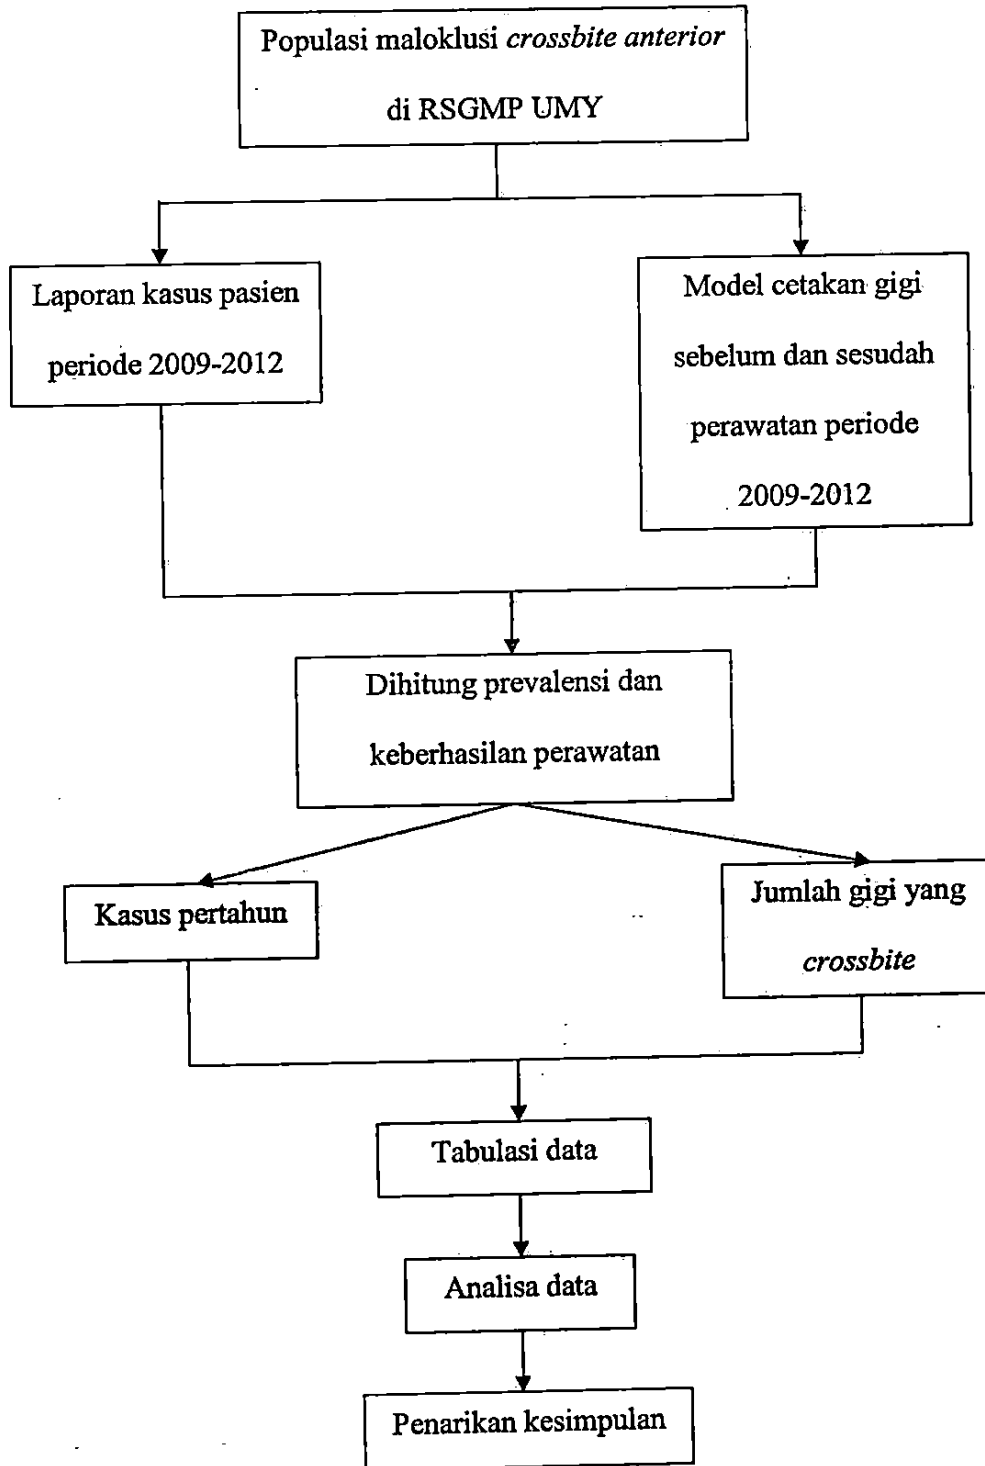 Populasi maloklusi crossbite anterior
di RSGMP UMY
Laporan kasus pasien
periode 2009-2012
Model cetakan gigi
sebelum dan sesudah
perawatan periode
2009-2012
Dihitung prevalensi dan
keberhasilan perawatan
Kasus pertahun
Jumlah gigi yang
crossbite
Tabulasi data
Analisa data
Penarikan kesimpulan